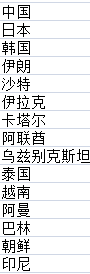 中国
日本
韩国
伊朗
沙特
伊拉克
卡塔尔
阿联酋
乌兹别克斯坦
泰国
越南
阿曼
巴林
朝鲜
印尼